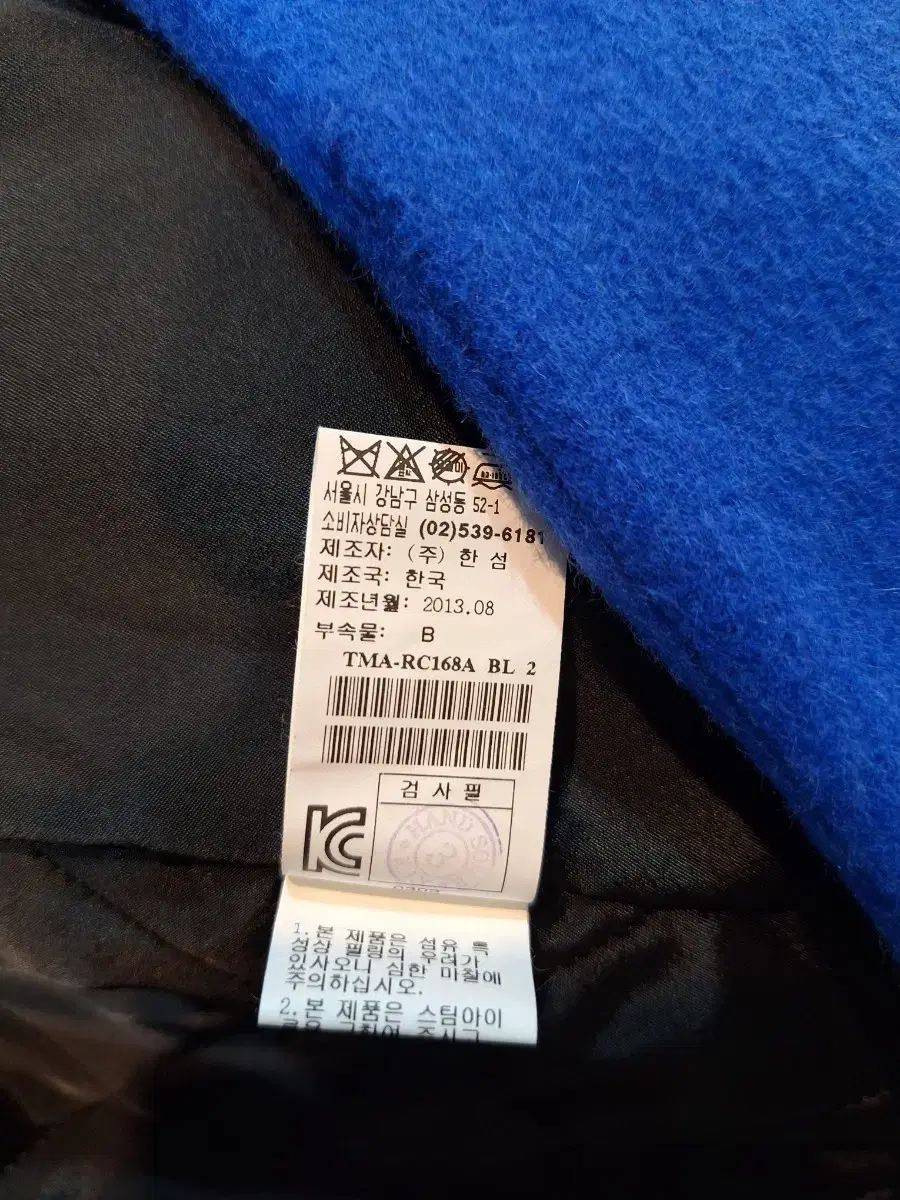 서울시 강남구 삼성동 52-1
소비자상담실 (02)539-6181
제조자: (주) 한 섬
제조국: 한국
제조년월: 2013.08
부속물: B
TMA-RC168A BL 2
검 사 필
HAND SO
3
1.본 제품은 섬유 특
성상 필링의 우려가
있사오니 심한 마찰에
주의하십시오.
2.본 제품은 스팀아이